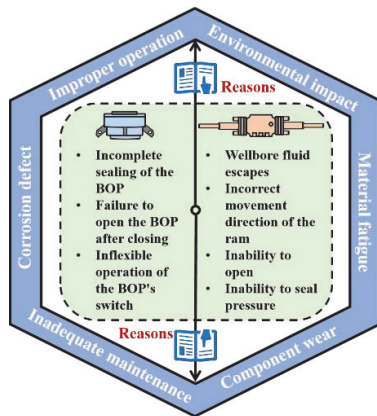 Improper operation
Environmental impact
Reasons
Corrosion defect
Material fatigue
• Incomplete
sealing of the
BOP
• Failure to
open the BOP
after closing
• Inflexible
operation of
the BOP's
switch
• Wellbore fluid
escapes
• Incorrect
movement
direction of the
ram
• Inability to
open
• Inability to seal
pressure
Reasons
Inadequate maintenance
Component wear